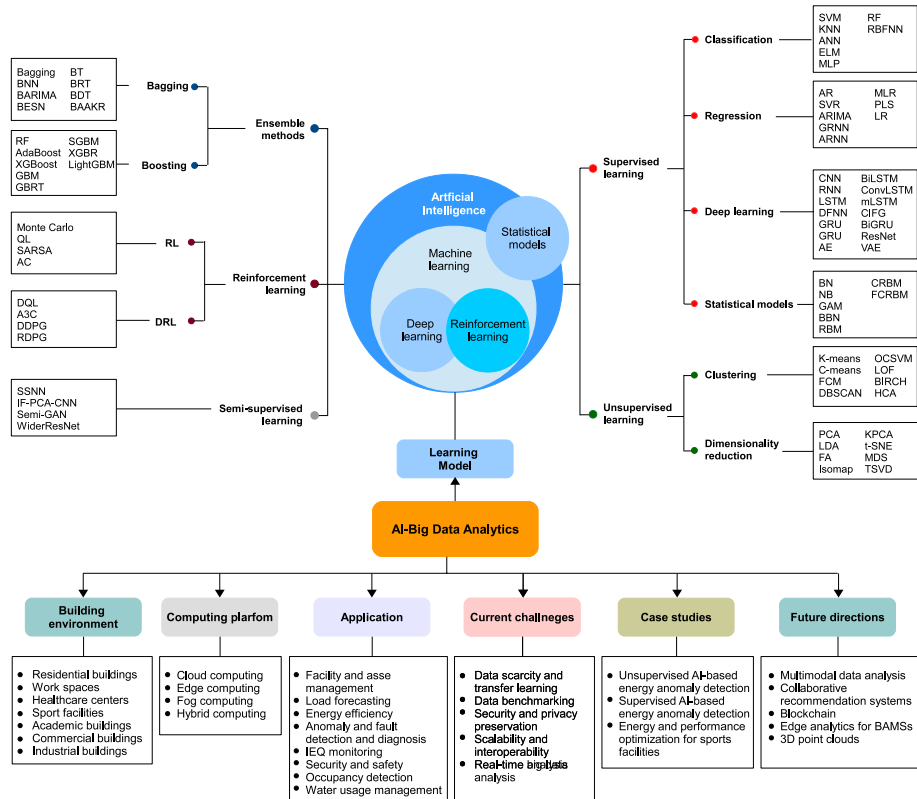 Bagging BT
BNN BRT
BARIMA BDT
BESN BAAKR
Bagging
RF SGBM
AdaBoost XGBR
XGBoost LightGBM
GBM
GBRT
Boosting
Ensemble
methods
Monte Carlo
QL
SARSA
AC
RL
DQL
A3C
DDPG
RDPG
DRL
Reinforcement
learning
SSNN
IF-PCA-CNN
Semi-GAN
WiderResNet
Semi-supervised
learning
Artficial
Intelligence
Statistical
models
Machine
learning
Deep
learning
Reinforcement
learning
Supervised
learning
Classification
SVM RF
KNN RBFNN
ANN
ELM
MLP
Regression
AR MLR
SVR PLS
ARIMA LR
GRNN
ARNN
Deep learning
CNN BiLSTM
RNN ConvLSTM
LSTM mLSTM
DFNN CIFG
GRU BiGRU
GRU ResNet
AE VAE
Statistical models
BN CRBM
NB FCRBM
GAM
BBN
RBM
Unsupervised
learning
Clustering
K-means OCSVM
C-means LOF
FCM BIRCH
DBSCAN HCA
Dimensionality
reduction
PCA KPCA
LDA t-SNE
FA MDS
Isomap TSVD
Learning
Model
AI-Big Data Analytics
Building
environment
Residential buildings
Work spaces
Healthcare centers
Sport facilities
Academic buildings
Commercial buildings
Industrial buildings
Computing plarfom
Cloud computing
Edge computing
Fog computing
Hybrid computing
Application
Facility and asse
management
Load forecasting
Energy efficiency
Anomaly and fault
detection and diagnosis
IEQ monitoring
Security and safety
Occupancy detection
Water usage management
Current challneges
Data scarcity and
transfer learning
Data benchmarking
Security and privacy
preservation
Scalability and
interoperability
Real-time
analysis
Case studies
Unsupervised AI-based
energy anomaly detection
Supervised AI-based
energy anomaly detection
Energy and performance
optimization for sports
facilities
Future directions
Multimodal data analysis
Collaborative
recommendation systems
Blockchain
Edge analytics for BAMSs
3D point clouds